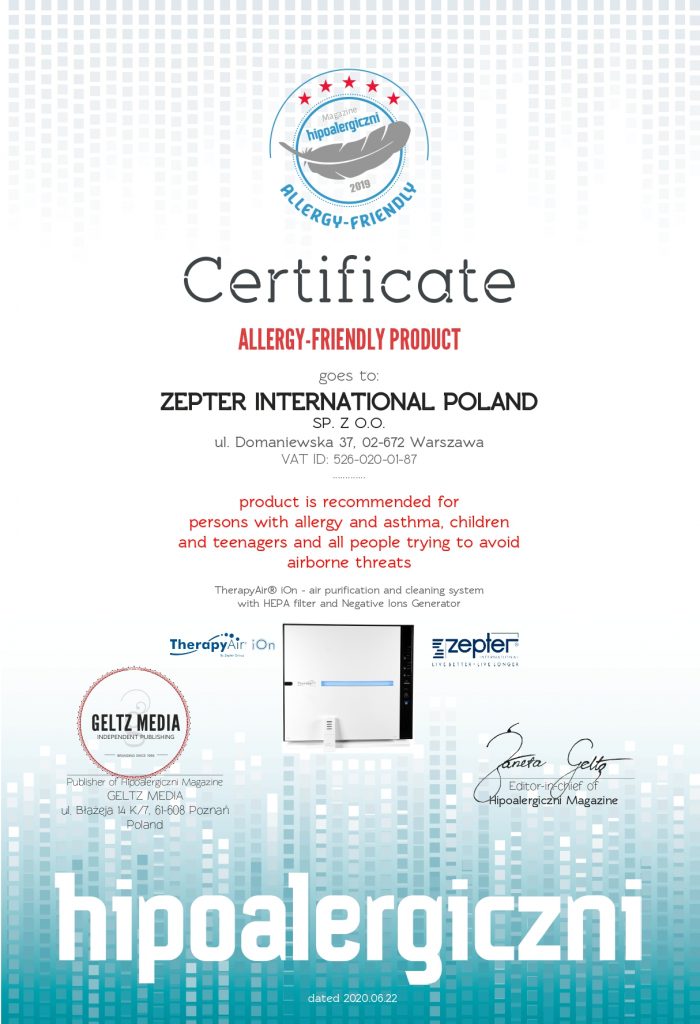 Magazine
hipoalergiczni
2019
ALLERGY-FRIENDLY
Certificate
ALLERGY-FRIENDLY PRODUCT
goes to:
ZEPTER INTERNATIONAL POLAND
SP. Z O.O.
ul. Domaniewska 37, 02-672 Warszawa
VAT ID: 526-020-01-87
product is recommended for
persons with allergy and asthma, children
and teenagers and all people trying to avoid
airborne threats
TherapyAir® iOn - air purification and cleaning system
with HEPA filter and Negative Ions Generator
TherapyAir® iOn
by Zepter Group
zepter
INTERNATIONAL
LIVE BETTER • LIVE LONGER
GELTZ MEDIA
INDEPENDENT PUBLISHING
Publisher of Hipoalergiczni Magazine
GELTZ MEDIA
ul. Błażeja 14 K/7, 61-608 Poznań
Poland
Żaneta Geltz
Editor-in-chief of
Hipoalergiczni Magazine
hipoalergiczni
dated 2020.06.22